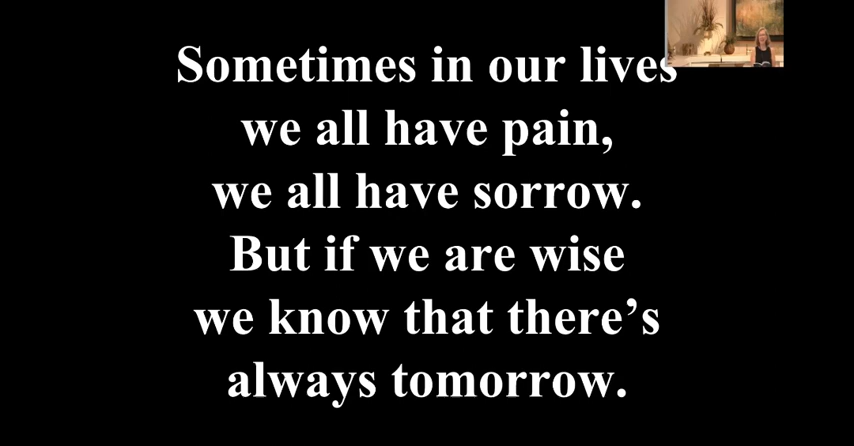 Sometimes in our lives
we all have pain,
we all have sorrow.
But if we are wise
we know that there’s
always tomorrow.